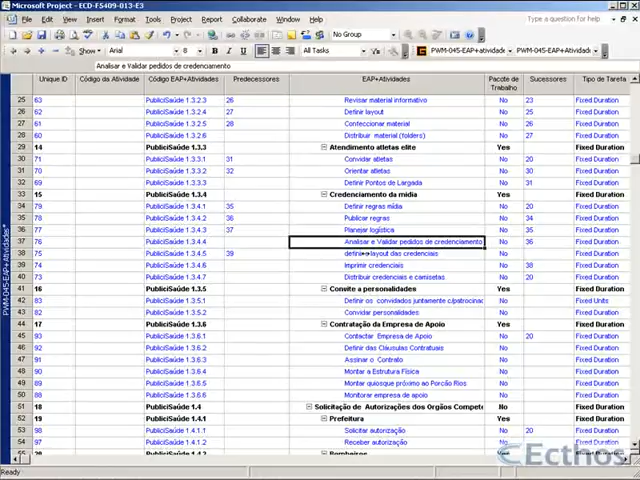 Microsoft Project - ECD-F5409-013-E3
File Edit View Insert Format Tools Project Report Collaborate Window Help Type a question for help
Show Arial 8 B I U All Tasks No Group PWM-045-EAP+atividade PWM-045-EAP+Atividad
Analisar e Validar pedidos de credenciamento
Unique ID Código da Atividade Código EAP+Atividades Predecessores EAP+Atividades Pacote de Trabalho Sucessores Tipo de Tarefa
25 63 PubliciSaúde 1.3.2.3 26 Revisar material informativo No 23 Fixed Duration
26 62 PubliciSaúde 1.3.2.4 27 Definir layout No 25 Fixed Duration
27 61 PubliciSaúde 1.3.2.5 28 Confeccionar material No 26 Fixed Duration
28 60 PubliciSaúde 1.3.2.6 Distribuir material (folders) No 27 Fixed Duration
29 14 PubliciSaúde 1.3.3 Atendimento atletas elite Yes Fixed Duration
30 71 PubliciSaúde 1.3.3.1 31 Convidar atletas No 20 Fixed Duration
31 70 PubliciSaúde 1.3.3.2 32 Orientar atletas No 30 Fixed Duration
32 69 PubliciSaúde 1.3.3.3 Definir Pontos de Largada No 31 Fixed Duration
33 15 PubliciSaúde 1.3.4 Credenciamento da mídia Yes Fixed Duration
34 79 PubliciSaúde 1.3.4.1 35 Definir regras mídia No 20 Fixed Duration
35 78 PubliciSaúde 1.3.4.2 36 Publicar regras No 34 Fixed Duration
36 77 PubliciSaúde 1.3.4.3 37 Planejar logística No 35 Fixed Duration
37 76 PubliciSaúde 1.3.4.4 Analisar e Validar pedidos de credenciamento No 36 Fixed Duration
38 75 PubliciSaúde 1.3.4.5 39 definir layout das credenciais No Fixed Duration
39 74 PubliciSaúde 1.3.4.6 Imprimir credenciais No 38 Fixed Duration
40 73 PubliciSaúde 1.3.4.7 Distribuir credenciais e camisetas No 20 Fixed Duration
41 16 PubliciSaúde 1.3.5 Convite a personalidades Yes Fixed Duration
42 83 PubliciSaúde 1.3.5.1 Definir os convidados juntamente c/patrocinad No Fixed Units
43 82 PubliciSaúde 1.3.5.2 Convidar personalidades No Fixed Duration
44 17 PubliciSaúde 1.3.6 Contratação da Empresa de Apoio Yes Fixed Duration
45 93 PubliciSaúde 1.3.6.1 Contactar Empresa de Apoio No 20 Fixed Duration
46 92 PubliciSaúde 1.3.6.2 Definir das Cláusulas Contratuais No Fixed Duration
47 91 PubliciSaúde 1.3.6.3 Assinar o Contrato No Fixed Duration
48 90 PubliciSaúde 1.3.6.4 Montar a Estrutura Física No Fixed Duration
49 89 PubliciSaúde 1.3.6.5 Montar quiosque próximo ao Porcão Rios No Fixed Duration
50 88 PubliciSaúde 1.3.6.6 Monitorar empresa de apoio No Fixed Duration
51 18 PubliciSaúde 1.4 Solicitação de Autorizações dos Orgãos Compete No Fixed Duration
52 19 PubliciSaúde 1.4.1 Prefeitura Yes Fixed Duration
53 98 PubliciSaúde 1.4.1.1 Solicitar autorização No 20 Fixed Duration
54 97 PubliciSaúde 1.4.1.2 Receber autorização No Fixed Duration
PWM-045-EAP+Atividades*
Ready
Ecthos